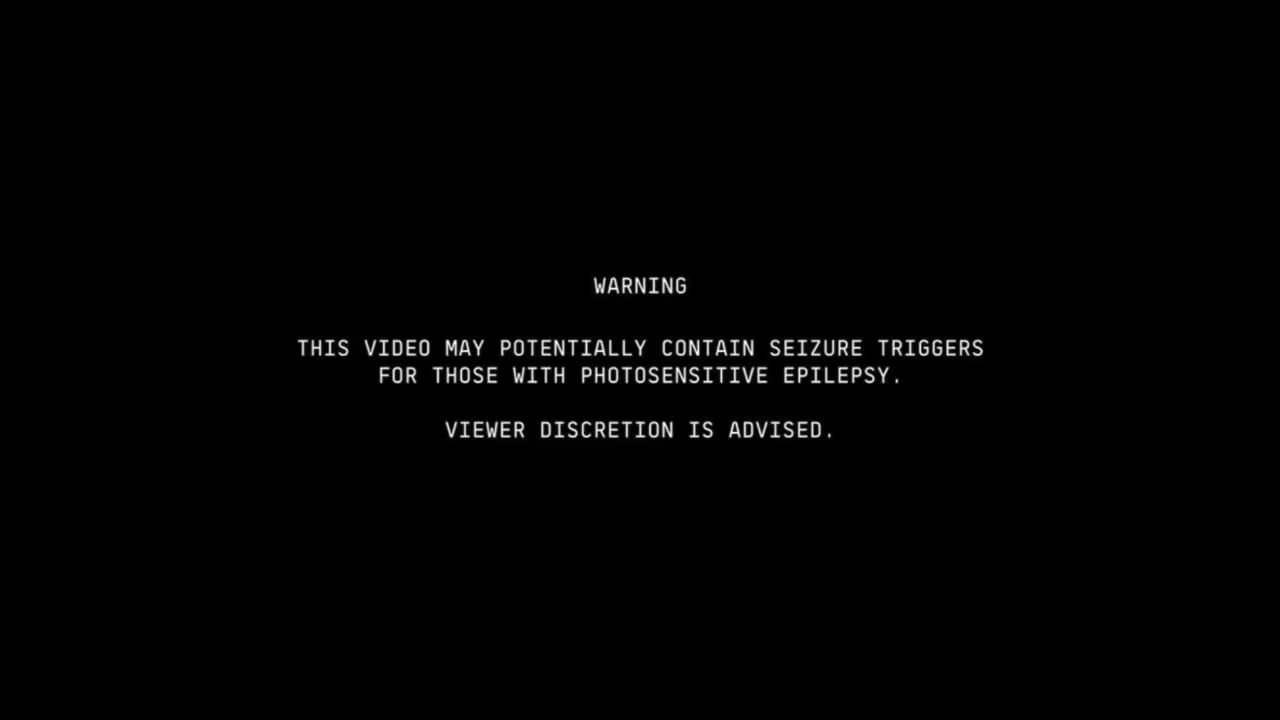 WARNING
THIS VIDEO MAY POTENTIALLY CONTAIN SEIZURE TRIGGERS
FOR THOSE WITH PHOTOSENSITIVE EPILEPSY.
VIEWER DISCRETION IS ADVISED.